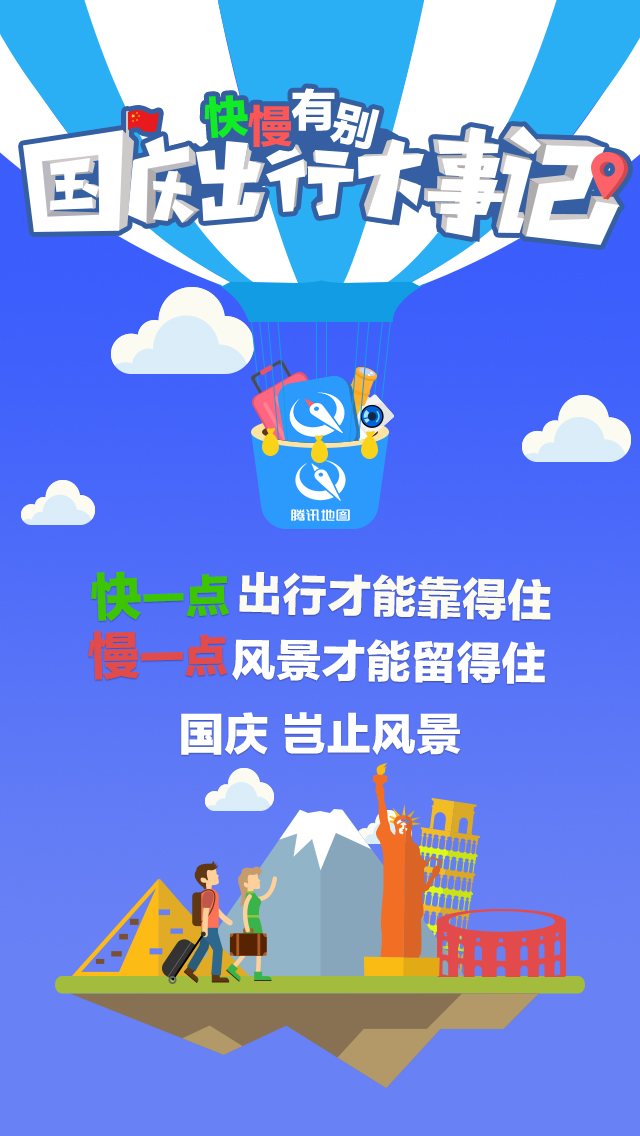 快慢有别
国庆出行大事记
腾讯地图
快一点出行才能靠得住
慢一点风景才能留得住
国庆 岂止风景